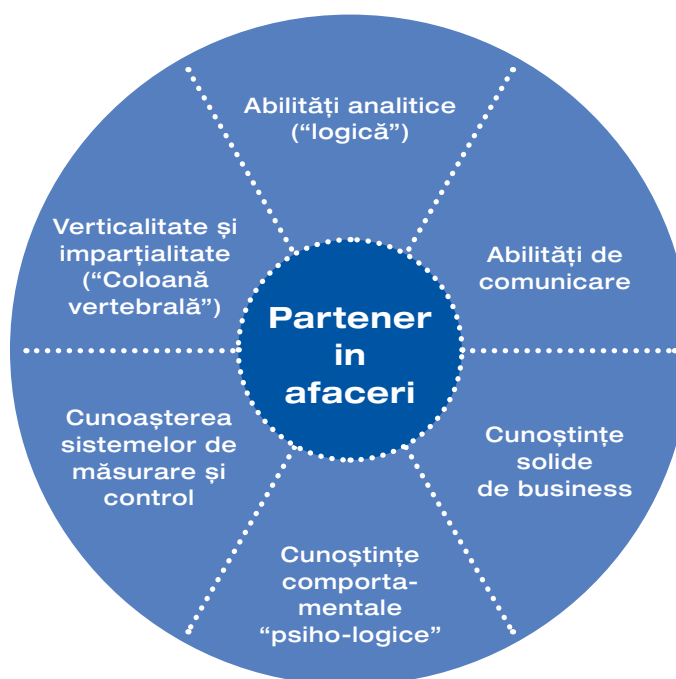 Abilități analitice
(“logică”)
Verticalitate și
imparțialitate
(“Coloană
vertebrală”)
Abilități de
comunicare
Partener
in
afaceri
Cunoașterea
sistemelor de
măsurare și
control
Cunoștințe
solide
de business
Cunoștințe
comporta-
mentale
“psiho-logice”